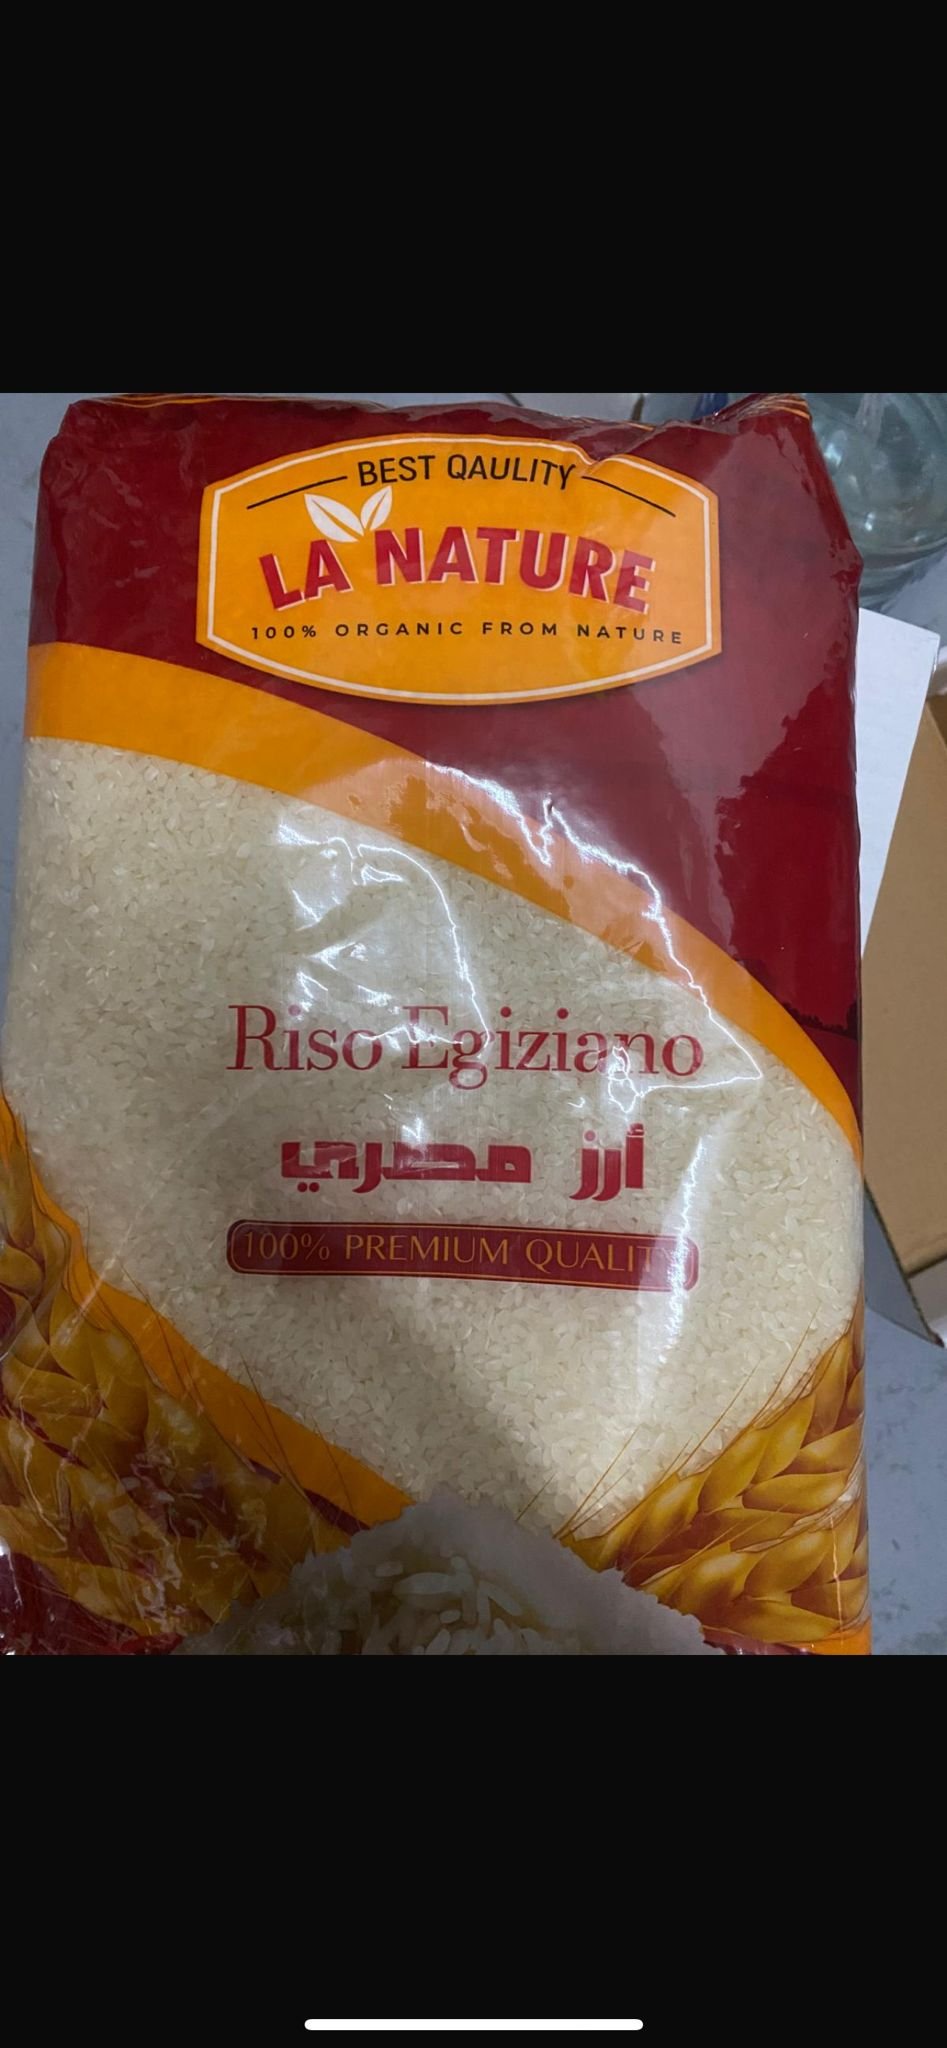 BEST QAULITY
LA NATURE
100% ORGANIC FROM NATURE
Riso Egiziano
أرز مصري
100% PREMIUM QUALITY